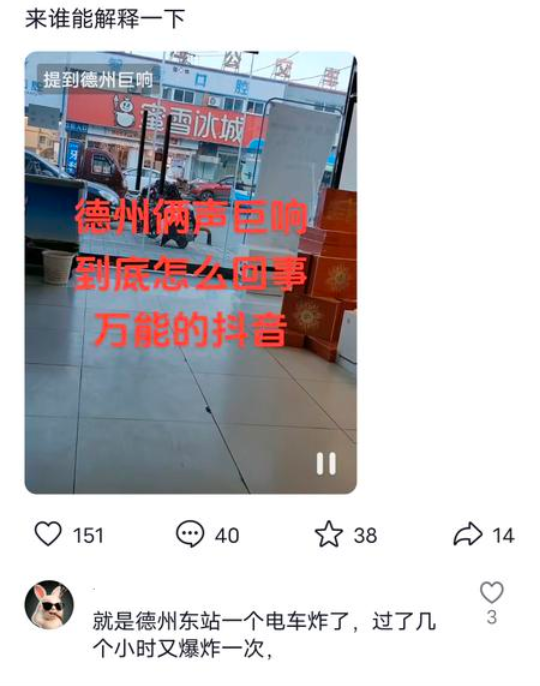 来谁能解释一下
提到德州巨响
公交车
口腔
蜜雪冰城
德州俩声巨响
到底怎么回事
万能的抖音
151
40
38
14
就是德州东站一个电车炸了，过了几
个小时又爆炸一次，
3